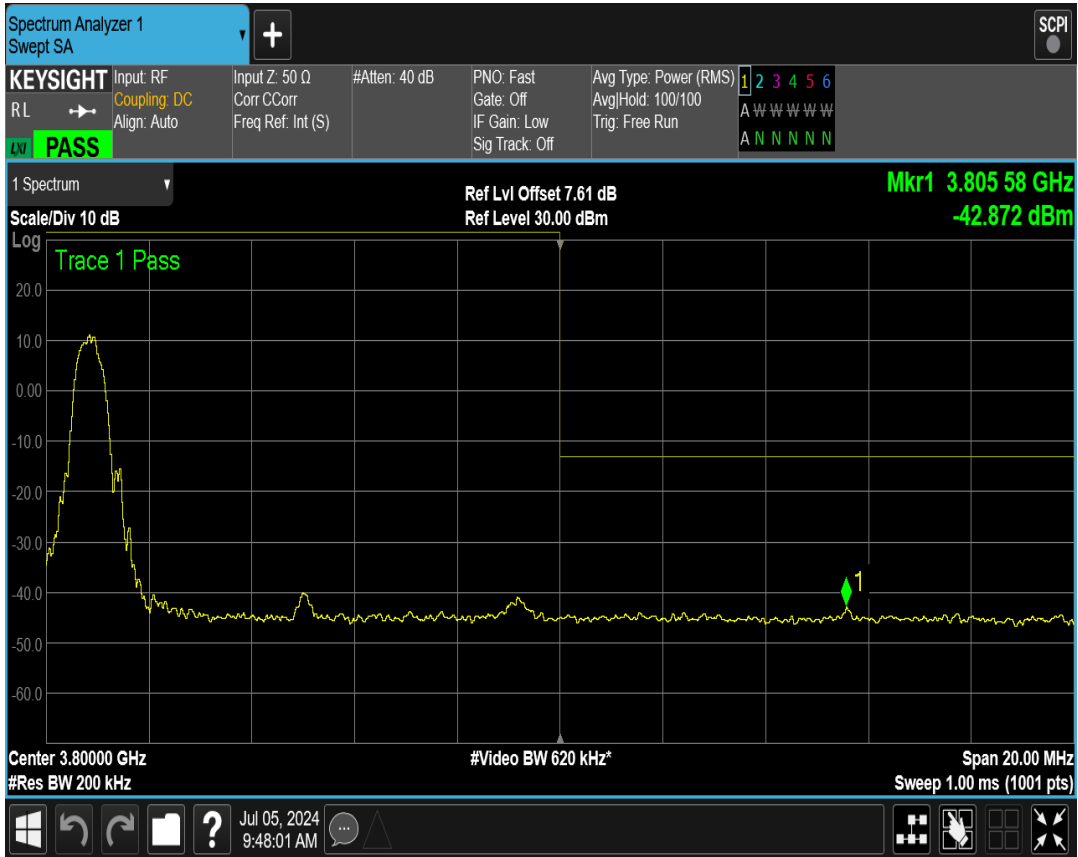 Spectrum Analyzer 1
Swept SA
SCPI
KEYSIGHT
R L
LXI PASS
Input: RF
Coupling: DC
Align: Auto
Input Z: 50 Ω
Corr CCorr
Freq Ref: Int (S)
#Atten: 40 dB
PNO: Fast
Gate: Off
IF Gain: Low
Sig Track: Off
Avg Type: Power (RMS)
Avg|Hold: 100/100
Trig: Free Run
1 2 3 4 5 6
A W W W W W
A N N N N N
1 Spectrum
Scale/Div 10 dB
Ref Lvl Offset 7.61 dB
Ref Level 30.00 dBm
Mkr1 3.805 58 GHz
-42.872 dBm
Log
Trace 1 Pass
20.0
10.0
0.00
-10.0
-20.0
-30.0
-40.0
1
-50.0
-60.0
Center 3.80000 GHz
#Video BW 620 kHz*
Span 20.00 MHz
#Res BW 200 kHz
Sweep 1.00 ms (1001 pts)
?
Jul 05, 2024
9:48:01 AM